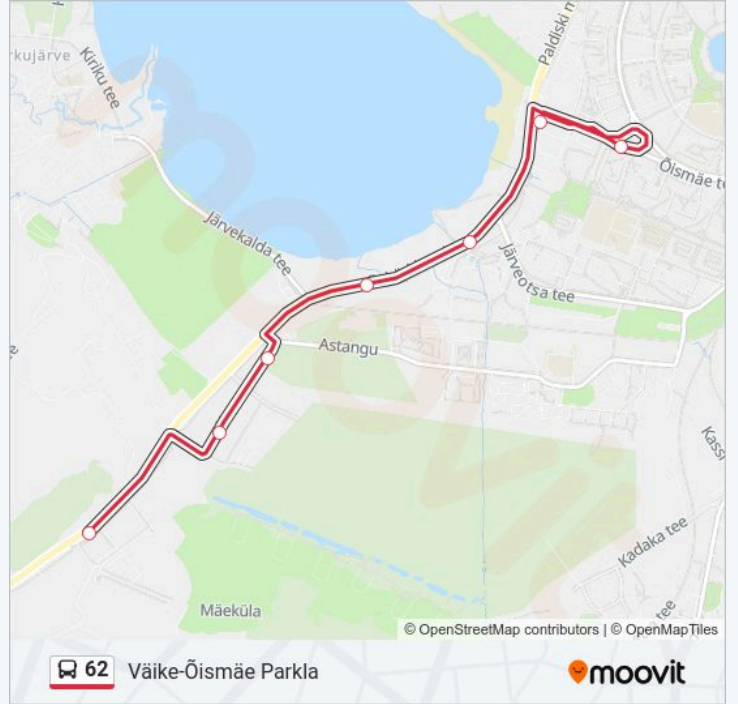 Paldiski m
rkujärve
Kiriku tee
Õismäe te
Järvekalda tee
Järveotsa tee
Astangu
Kassi
Kadaka tee
tee
Mäeküla
© OpenStreetMap contributors | © OpenMapTiles
62 Väike-Õismäe Parkla
moovit